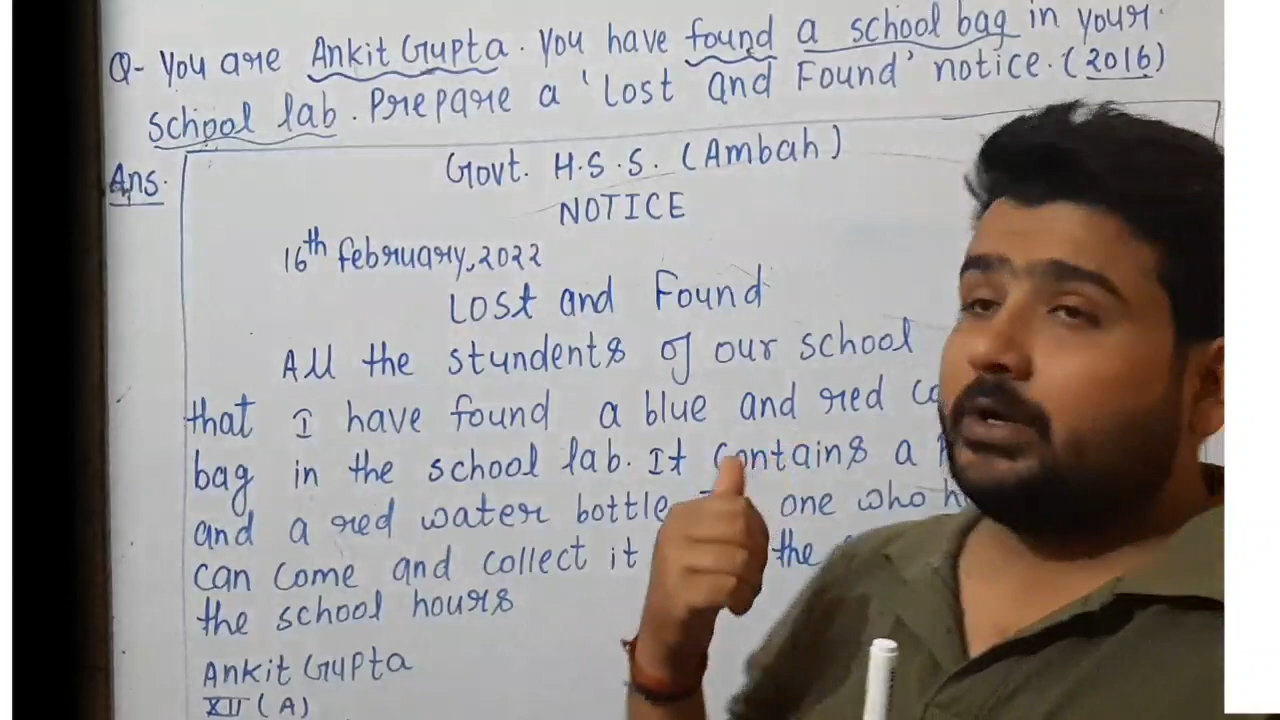 Q- You are Ankit Gupta. You have found a school bag in your
school lab. Prepare a 'Lost and Found' notice. (2016)
Ans.
Govt. H.S.S. (Ambah)
NOTICE
16th february, 2022
Lost and Found
All the stundents of our school
that I have found a blue and red
bag in the school lab. It contains a
and a red water bottle one who
can come and collect it the
the school hours
Ankit Gupta
XII (A)